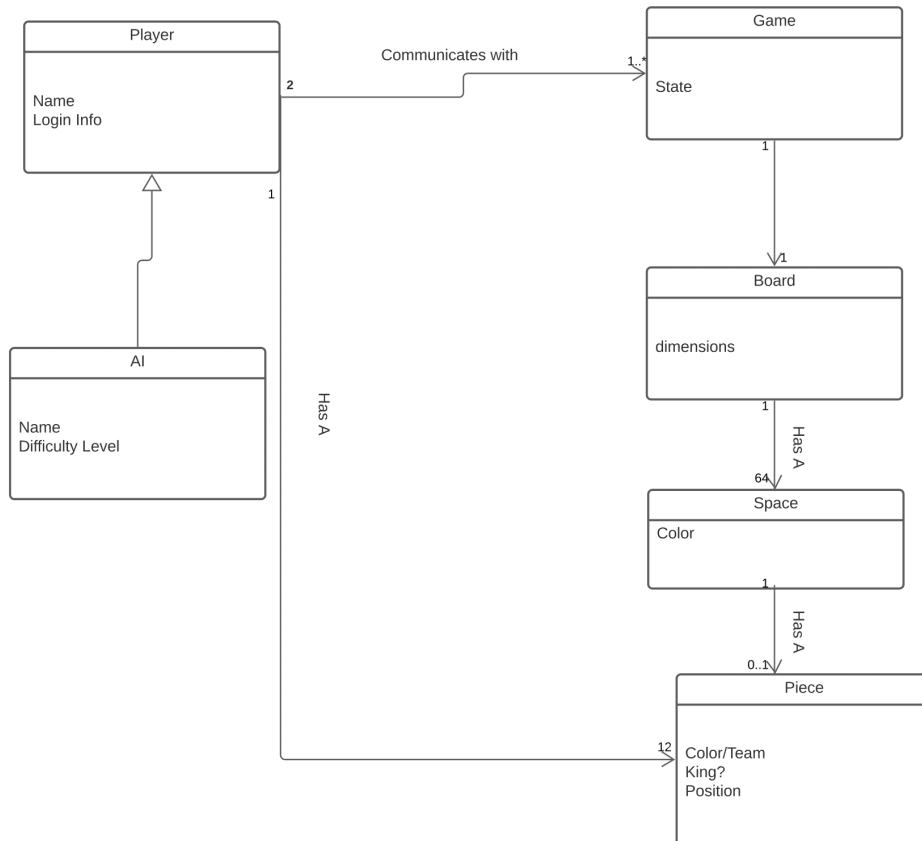 Player
Name
Login Info
2
1
Communicates with
1..*
Game
State
1
1
Board
dimensions
1
Has A
64
Space
Color
1
Has A
0..1
Piece
Color/Team
King?
Position
12
Has A
AI
Name
Difficulty Level